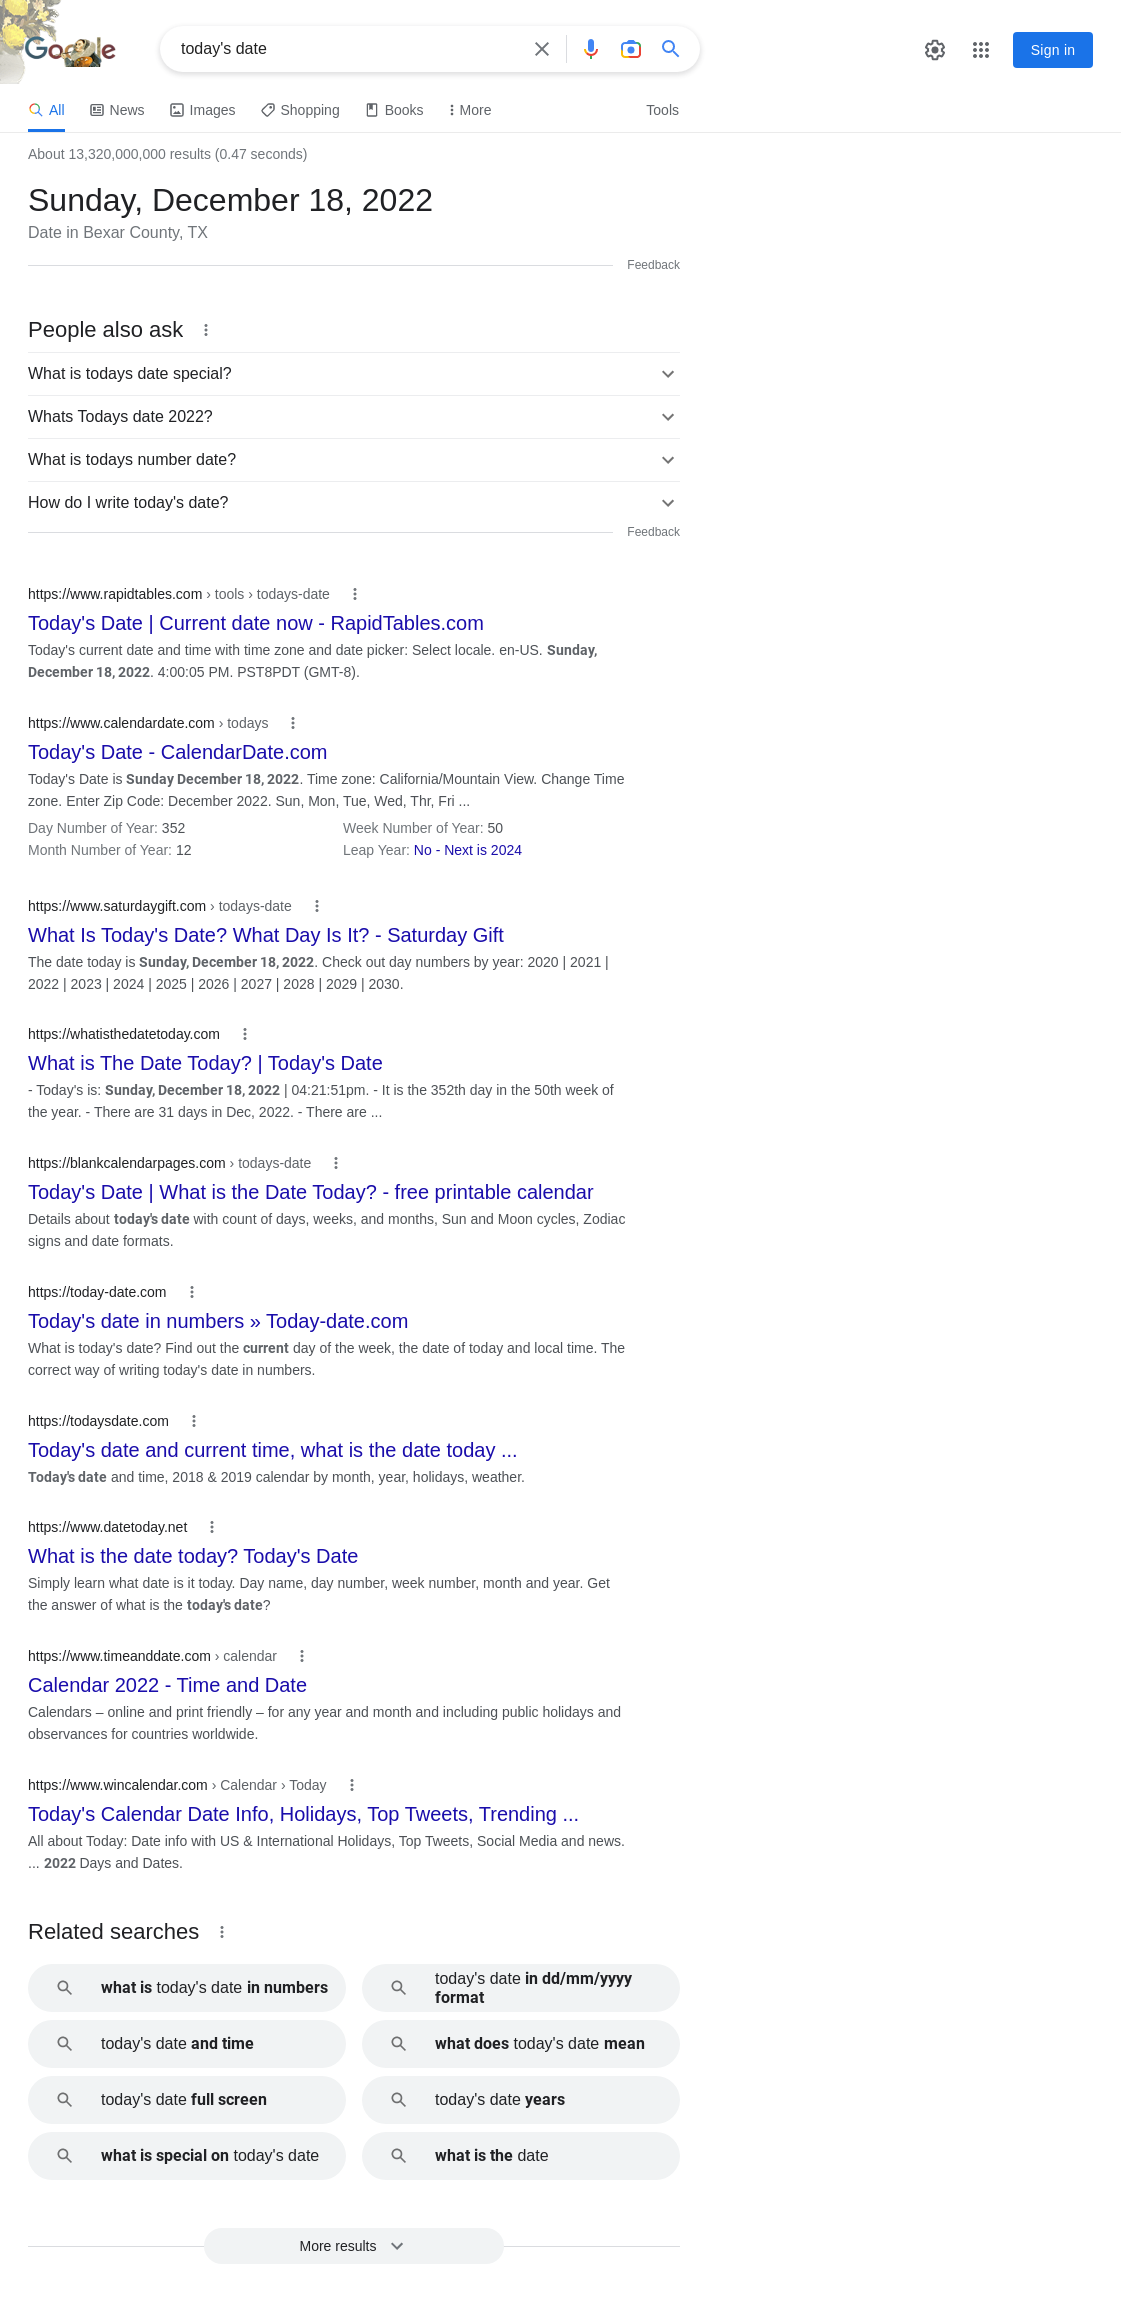 Google
today's date
Sign in
All News Images Shopping Books More Tools
About 13,320,000,000 results (0.47 seconds)
Sunday, December 18, 2022
Date in Bexar County, TX
Feedback
People also ask
What is todays date special?
Whats Todays date 2022?
What is todays number date?
How do I write today's date?
Feedback
https://www.rapidtables.com › tools › todays-date
Today's Date | Current date now - RapidTables.com
Today's current date and time with time zone and date picker: Select locale. en-US. Sunday,
December 18, 2022. 4:00:05 PM. PST8PDT (GMT-8).
https://www.calendardate.com › todays
Today's Date - CalendarDate.com
Today's Date is Sunday December 18, 2022. Time zone: California/Mountain View. Change Time
zone. Enter Zip Code: December 2022. Sun, Mon, Tue, Wed, Thr, Fri ...
Day Number of Year: 352 Week Number of Year: 50
Month Number of Year: 12 Leap Year: No - Next is 2024
https://www.saturdaygift.com › todays-date
What Is Today's Date? What Day Is It? - Saturday Gift
The date today is Sunday, December 18, 2022. Check out day numbers by year: 2020 | 2021 |
2022 | 2023 | 2024 | 2025 | 2026 | 2027 | 2028 | 2029 | 2030.
https://whatisthedatetoday.com
What is The Date Today? | Today's Date
- Today's is: Sunday, December 18, 2022 | 04:21:51pm. - It is the 352th day in the 50th week of
the year. - There are 31 days in Dec, 2022. - There are ...
https://blankcalendarpages.com › todays-date
Today's Date | What is the Date Today? - free printable calendar
Details about today's date with count of days, weeks, and months, Sun and Moon cycles, Zodiac
signs and date formats.
https://today-date.com
Today's date in numbers » Today-date.com
What is today's date? Find out the current day of the week, the date of today and local time. The
correct way of writing today's date in numbers.
https://todaysdate.com
Today's date and current time, what is the date today ...
Today's date and time, 2018 & 2019 calendar by month, year, holidays, weather.
https://www.datetoday.net
What is the date today? Today's Date
Simply learn what date is it today. Day name, day number, week number, month and year. Get
the answer of what is the today's date?
https://www.timeanddate.com › calendar
Calendar 2022 - Time and Date
Calendars – online and print friendly – for any year and month and including public holidays and
observances for countries worldwide.
https://www.wincalendar.com › Calendar › Today
Today's Calendar Date Info, Holidays, Top Tweets, Trending ...
All about Today: Date info with US & International Holidays, Top Tweets, Social Media and news.
... 2022 Days and Dates.
Related searches
what is today's date in numbers
today's date in dd/mm/yyyy
format
today's date and time
what does today's date mean
today's date full screen
today's date years
what is special on today's date
what is the date
More results